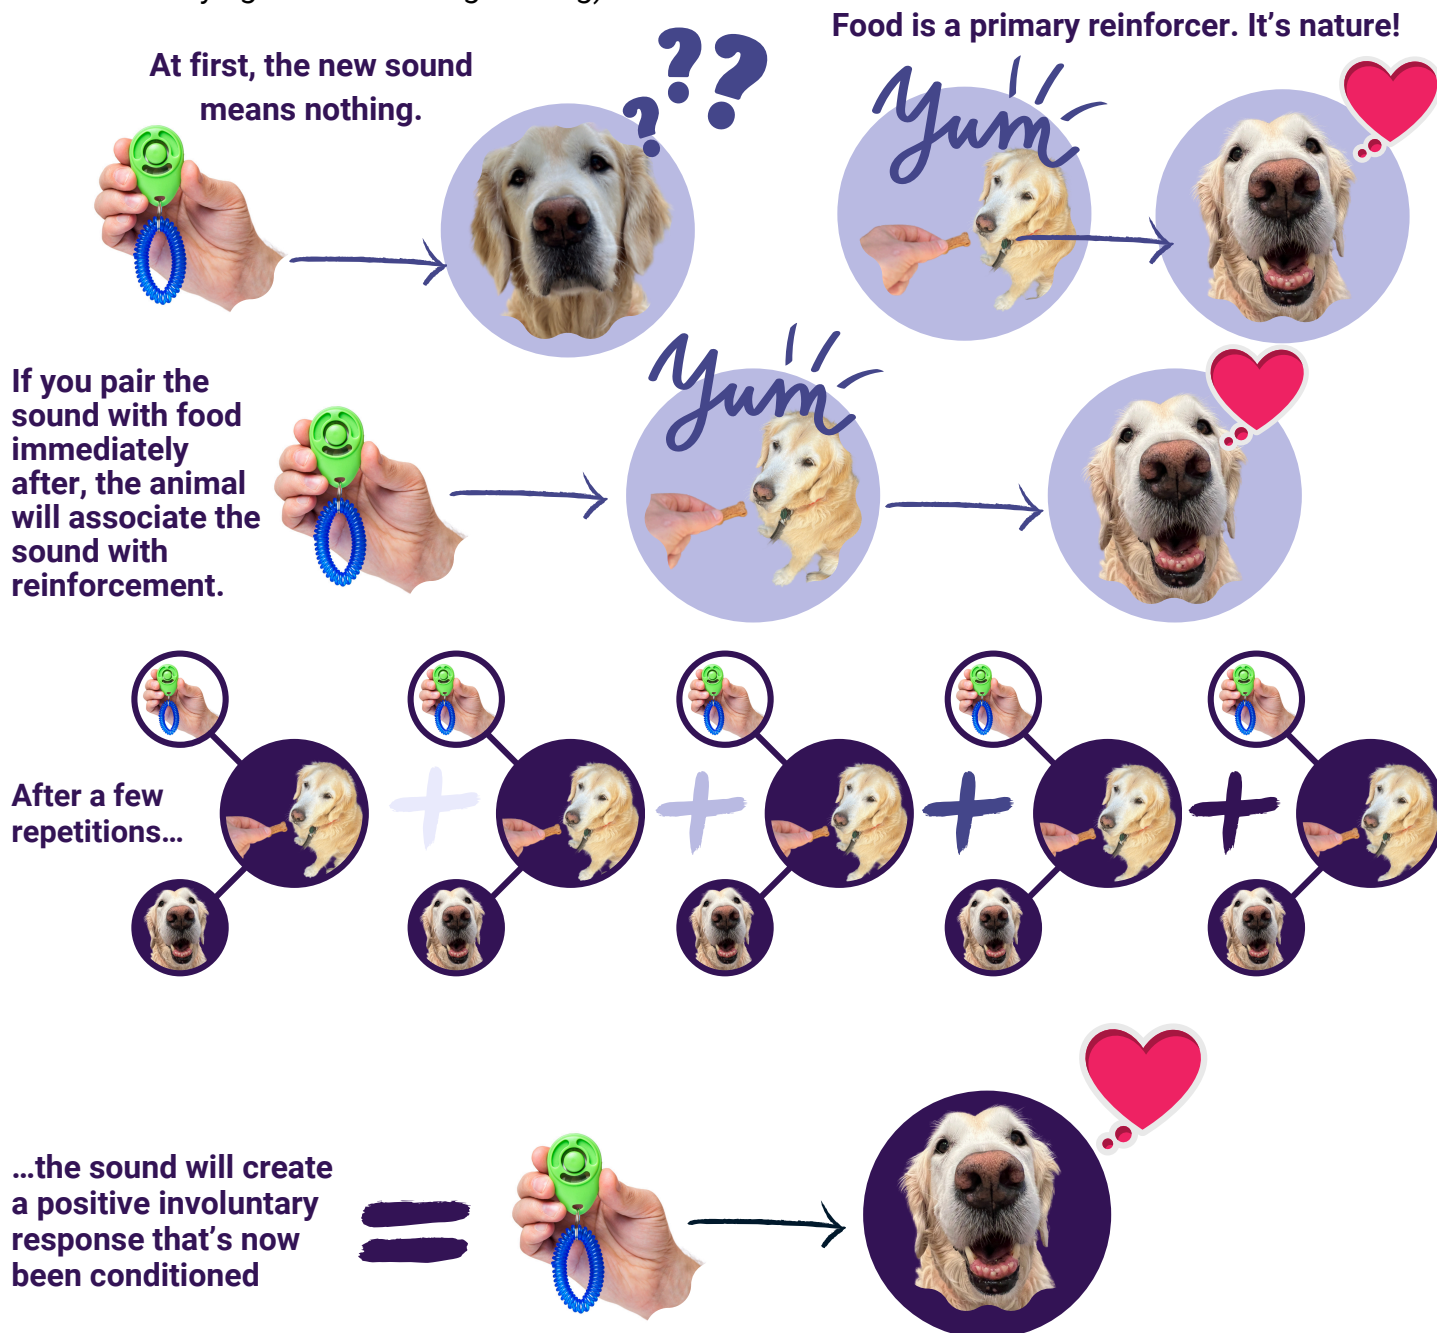 At first, the new sound
means nothing.
???
Food is a primary reinforcer. It's nature!
Yum
If you pair the
sound with food
immediately
after, the animal
will associate the
sound with
reinforcement.
Yum
After a few
repetitions...
...the sound will create
a positive involuntary
response that's now
been conditioned